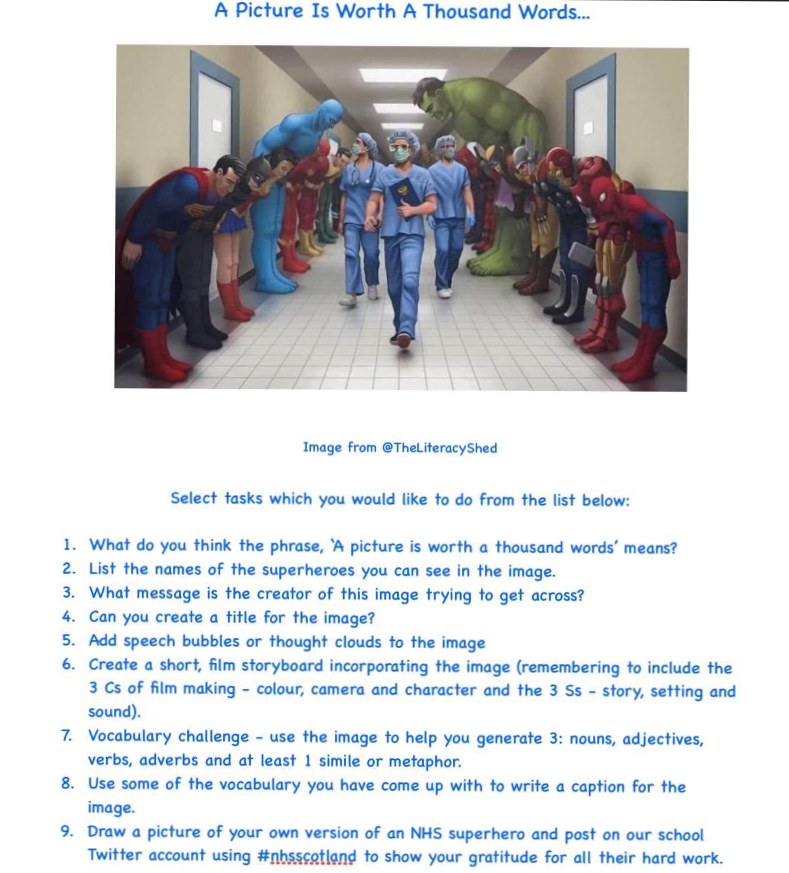 A Picture Is Worth A Thousand Words...
Image from @TheLiteracyShed
Select tasks which you would like to do from the list below:
1. What do you think the phrase, ‘A picture is worth a thousand words’ means?
2. List the names of the superheroes you can see in the image.
3. What message is the creator of this image trying to get across?
4. Can you create a title for the image?
5. Add speech bubbles or thought clouds to the image
6. Create a short, film storyboard incorporating the image (remembering to include the
3 Cs of film making - colour, camera and character and the 3 Ss - story, setting and
sound).
7. Vocabulary challenge - use the image to help you generate 3: nouns, adjectives,
verbs, adverbs and at least 1 simile or metaphor.
8. Use some of the vocabulary you have come up with to write a caption for the
image.
9. Draw a picture of your own version of an NHS superhero and post on our school
Twitter account using #nhsscotland to show your gratitude for all their hard work.